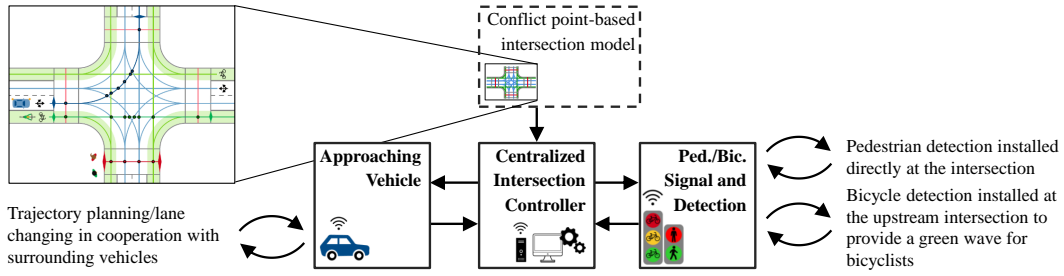 Conflict point-based
intersection model
Approaching
Vehicle
Centralized
Intersection
Controller
Ped./Bic.
Signal and
Detection
Pedestrian detection installed
directly at the intersection
Bicycle detection installed at
the upstream intersection to
provide a green wave for
bicyclists
Trajectory planning/lane
changing in cooperation with
surrounding vehicles